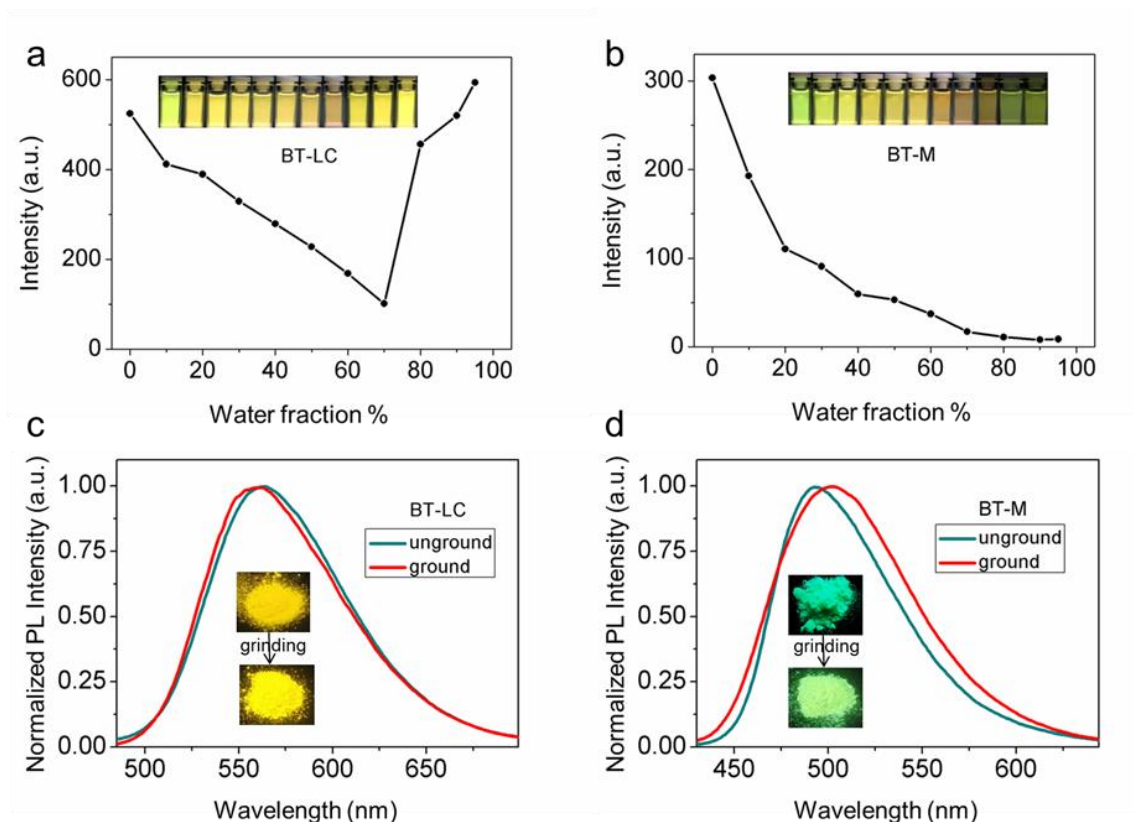 a
600
400
200
0
Intensity (a.u.)
BT-LC
0 20 40 60 80 100
Water fraction %
b
300
200
100
0
Intensity (a.u.)
BT-M
0 20 40 60 80 100
Water fraction %
c
1.00
0.75
0.50
0.25
0.00
Normalized PL Intensity (a.u.)
BT-LC
unground
ground
grinding
500 550 600 650
Wavelength (nm)
d
1.00
0.75
0.50
0.25
0.00
Normalized PL Intensity (a.u.)
BT-M
unground
ground
grinding
450 500 550 600
Wavelength (nm)